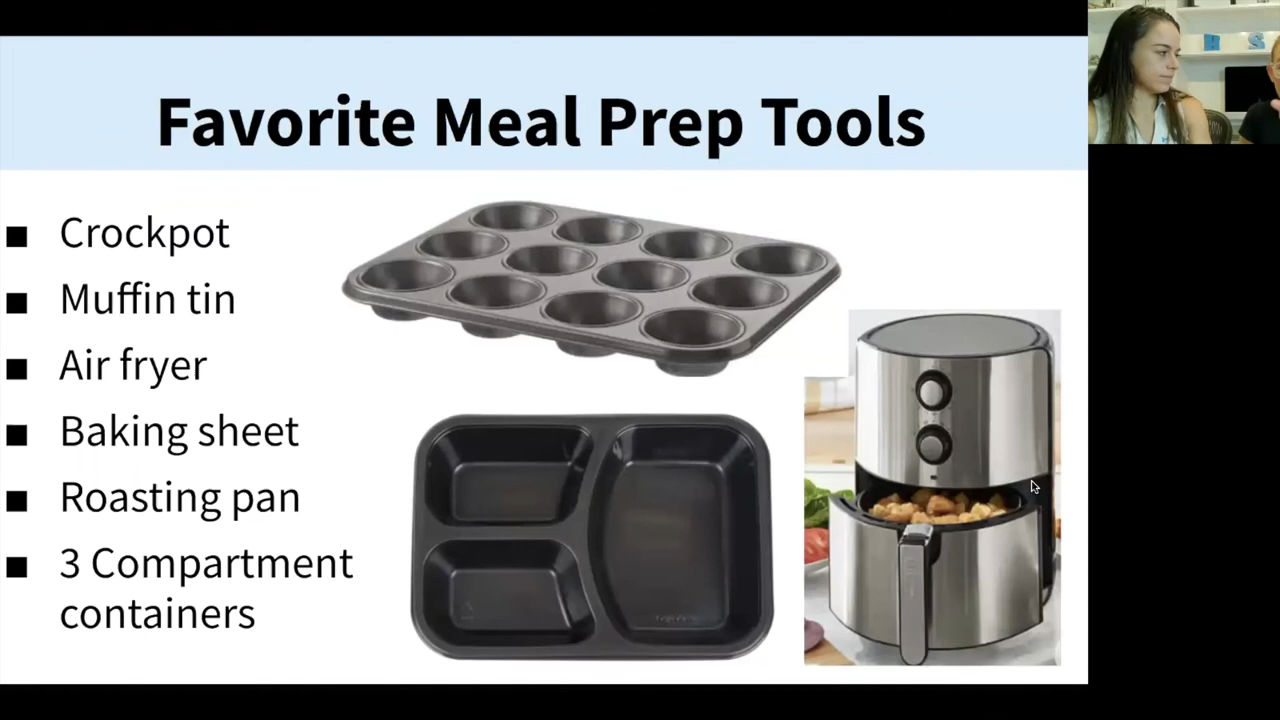 Favorite Meal Prep Tools
Crockpot
Muffin tin
Air fryer
Baking sheet
Roasting pan
3 Compartment
containers